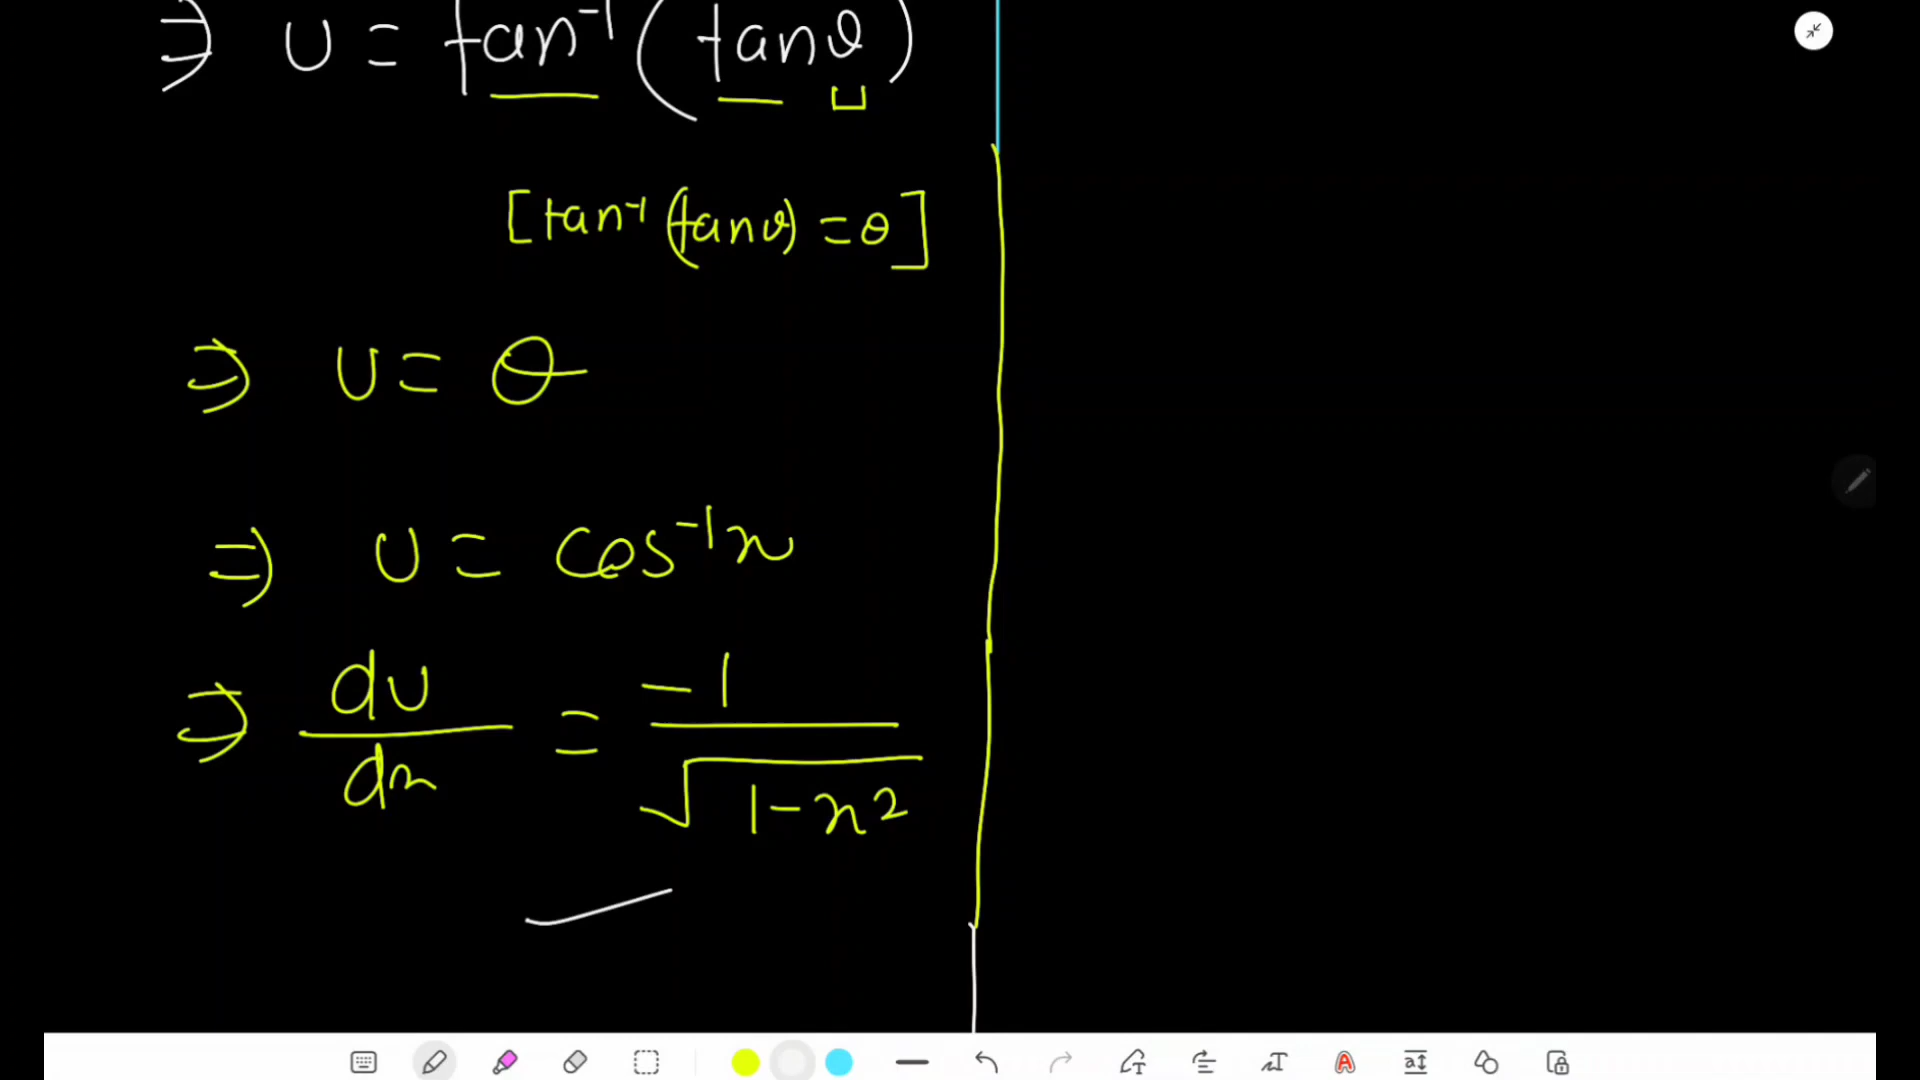 ⇒ U = tan⁻¹(tanθ)
[tan⁻¹(tanθ) = θ]
⇒ U = θ
⇒ U = cos⁻¹x
⇒ du/dx = -1/√(1-x²)